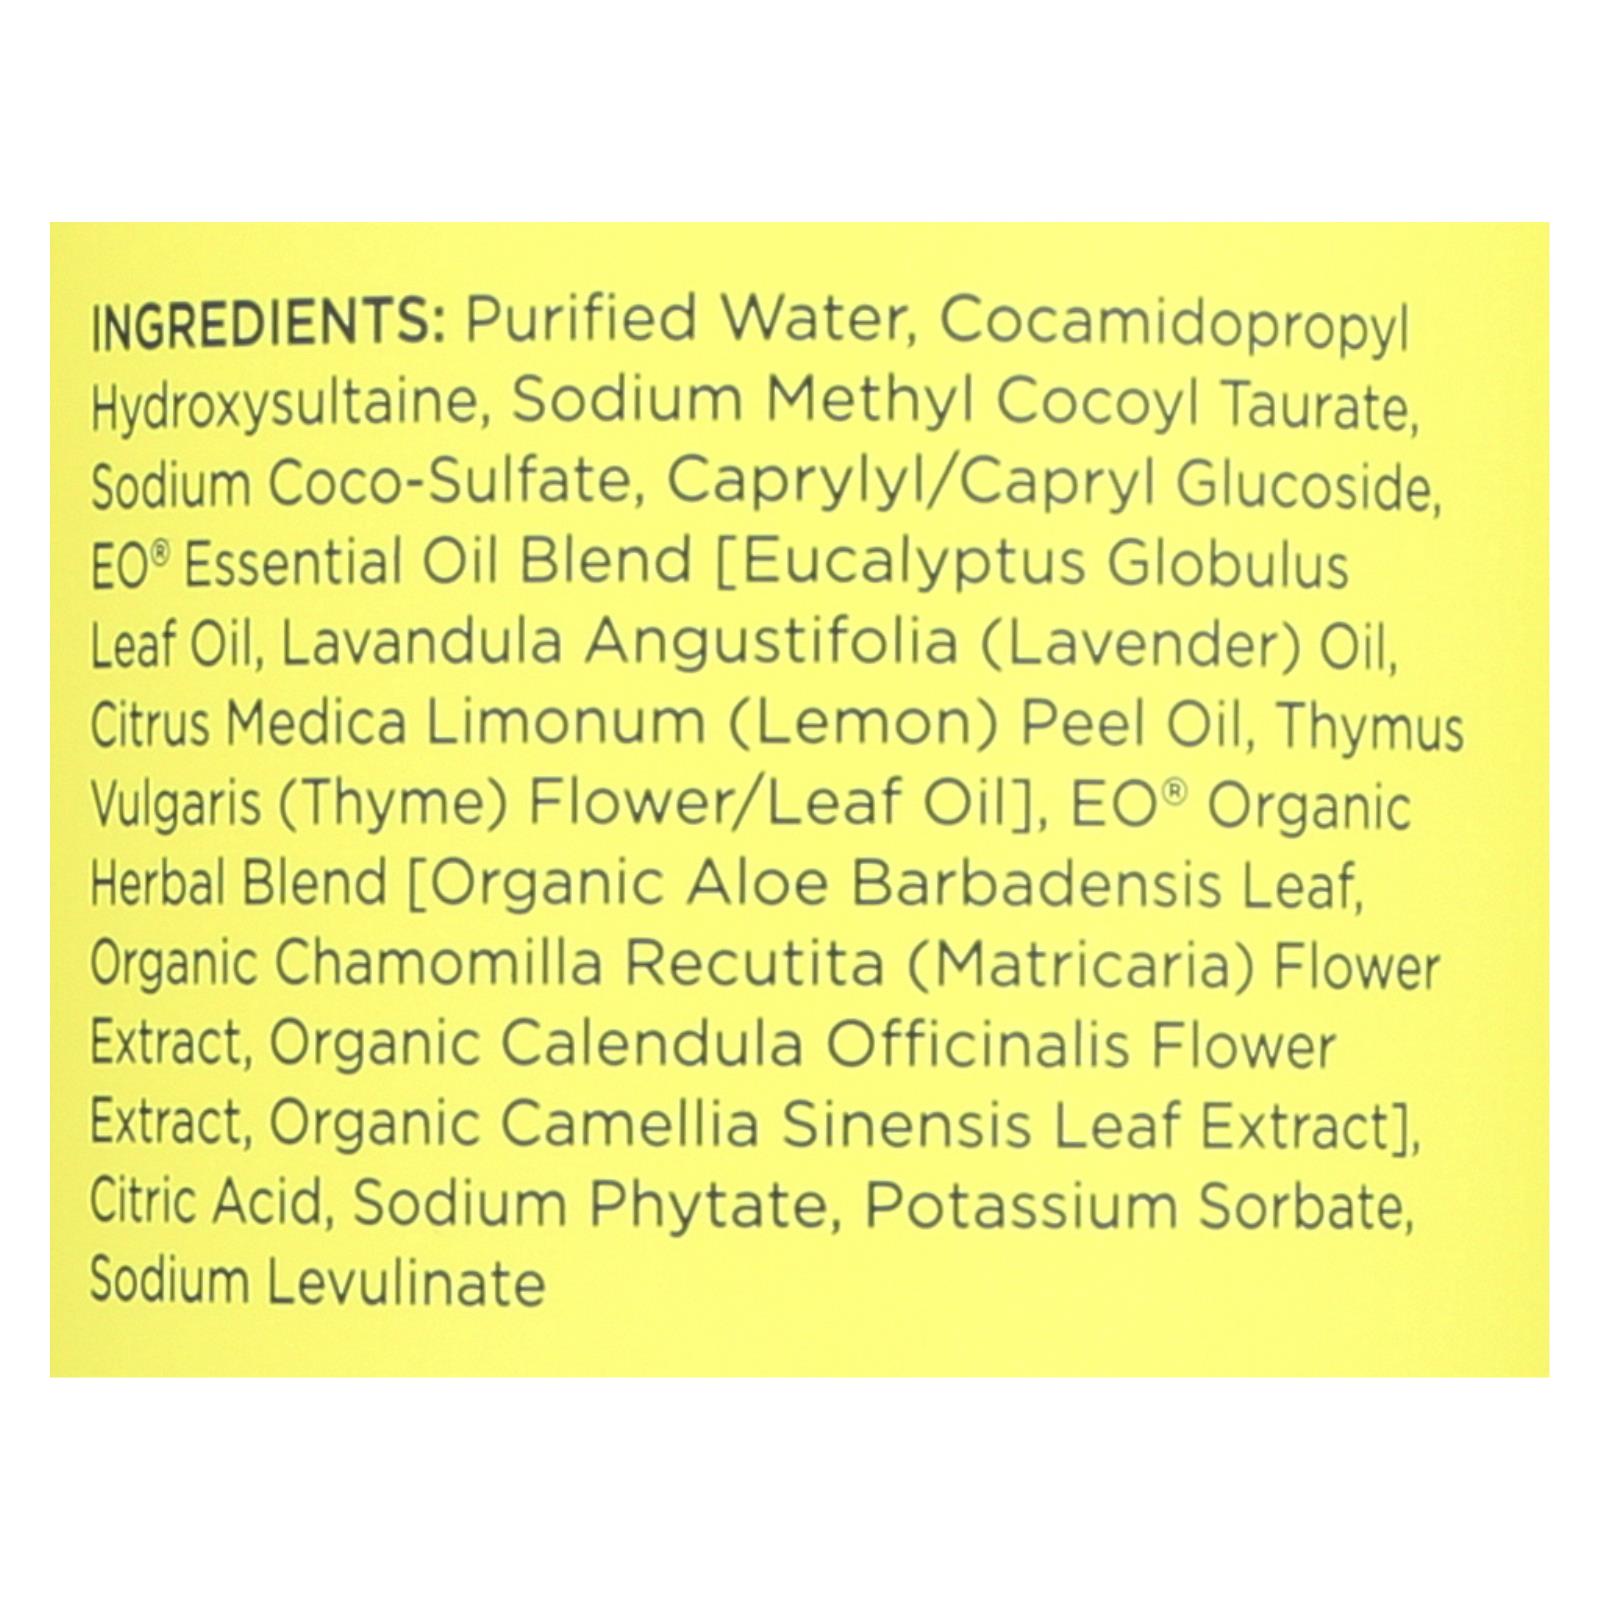 INGREDIENTS: Purified Water, Cocamidopropyl
Hydroxysultaine, Sodium Methyl Cocoyl Taurate,
Sodium Coco-Sulfate, Caprylyl/Capryl Glucoside,
EO® Essential Oil Blend [Eucalyptus Globulus
Leaf Oil, Lavandula Angustifolia (Lavender) Oil,
Citrus Medica Limonum (Lemon) Peel Oil, Thymus
Vulgaris (Thyme) Flower/Leaf Oil], EO® Organic
Herbal Blend [Organic Aloe Barbadensis Leaf,
Organic Chamomilla Recutita (Matricaria) Flower
Extract, Organic Calendula Officinalis Flower
Extract, Organic Camellia Sinensis Leaf Extract],
Citric Acid, Sodium Phytate, Potassium Sorbate,
Sodium Levulinate